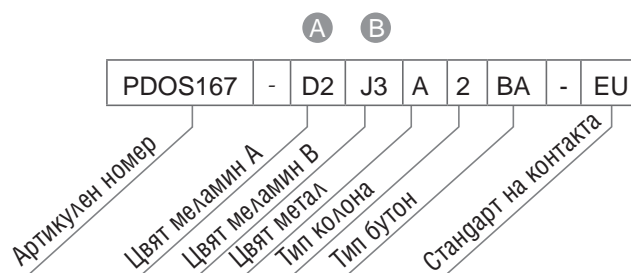 A B
PDOS167 - D2 J3 A 2 BA - EU
Артикулен номер
Цвят меламин A
Цвят меламин B
Цвят метал
Тип колона
Тип бутон
Стандарт на контакта